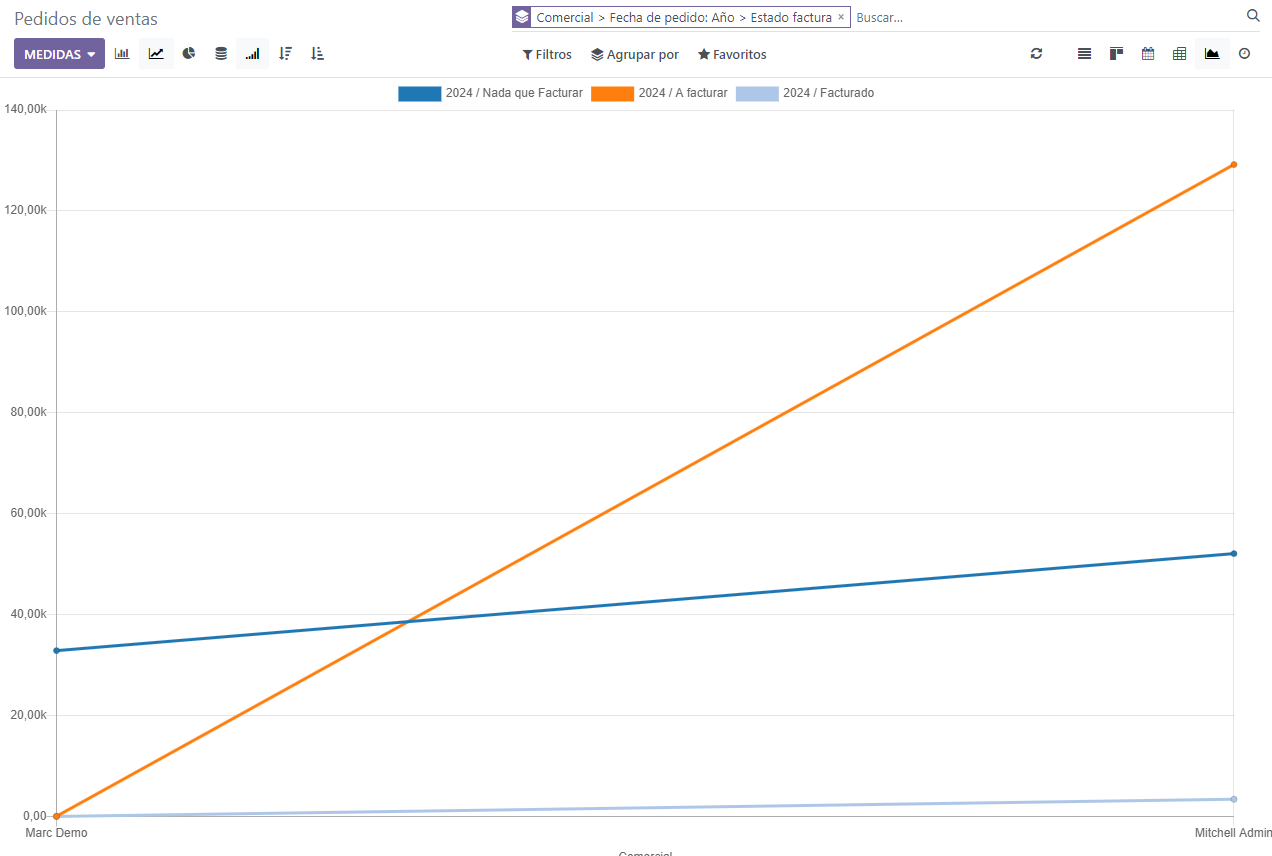 Pedidos de ventas
Comercial > Fecha de pedido: Año > Estado factura × Buscar...
MEDIDAS
Filtros Agrupar por Favoritos
2024 / Nada que Facturar 2024 / A facturar 2024 / Facturado
140,00k
120,00k
100,00k
80,00k
60,00k
40,00k
20,00k
0,00
Marc Demo Mitchell Admin
Comercial